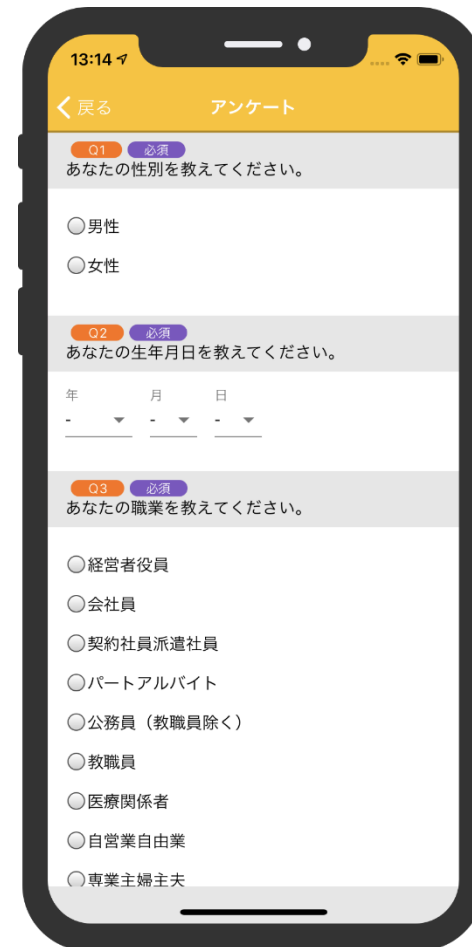 13:14
戻る アンケート
Q1 必須
あなたの性別を教えてください。
男性
女性
Q2 必須
あなたの生年月日を教えてください。
年 月 日
- - -
Q3 必須
あなたの職業を教えてください。
経営者役員
会社員
契約社員派遣社員
パートアルバイト
公務員（教職員除く）
教職員
医療関係者
自営業自由業
専業主婦主夫